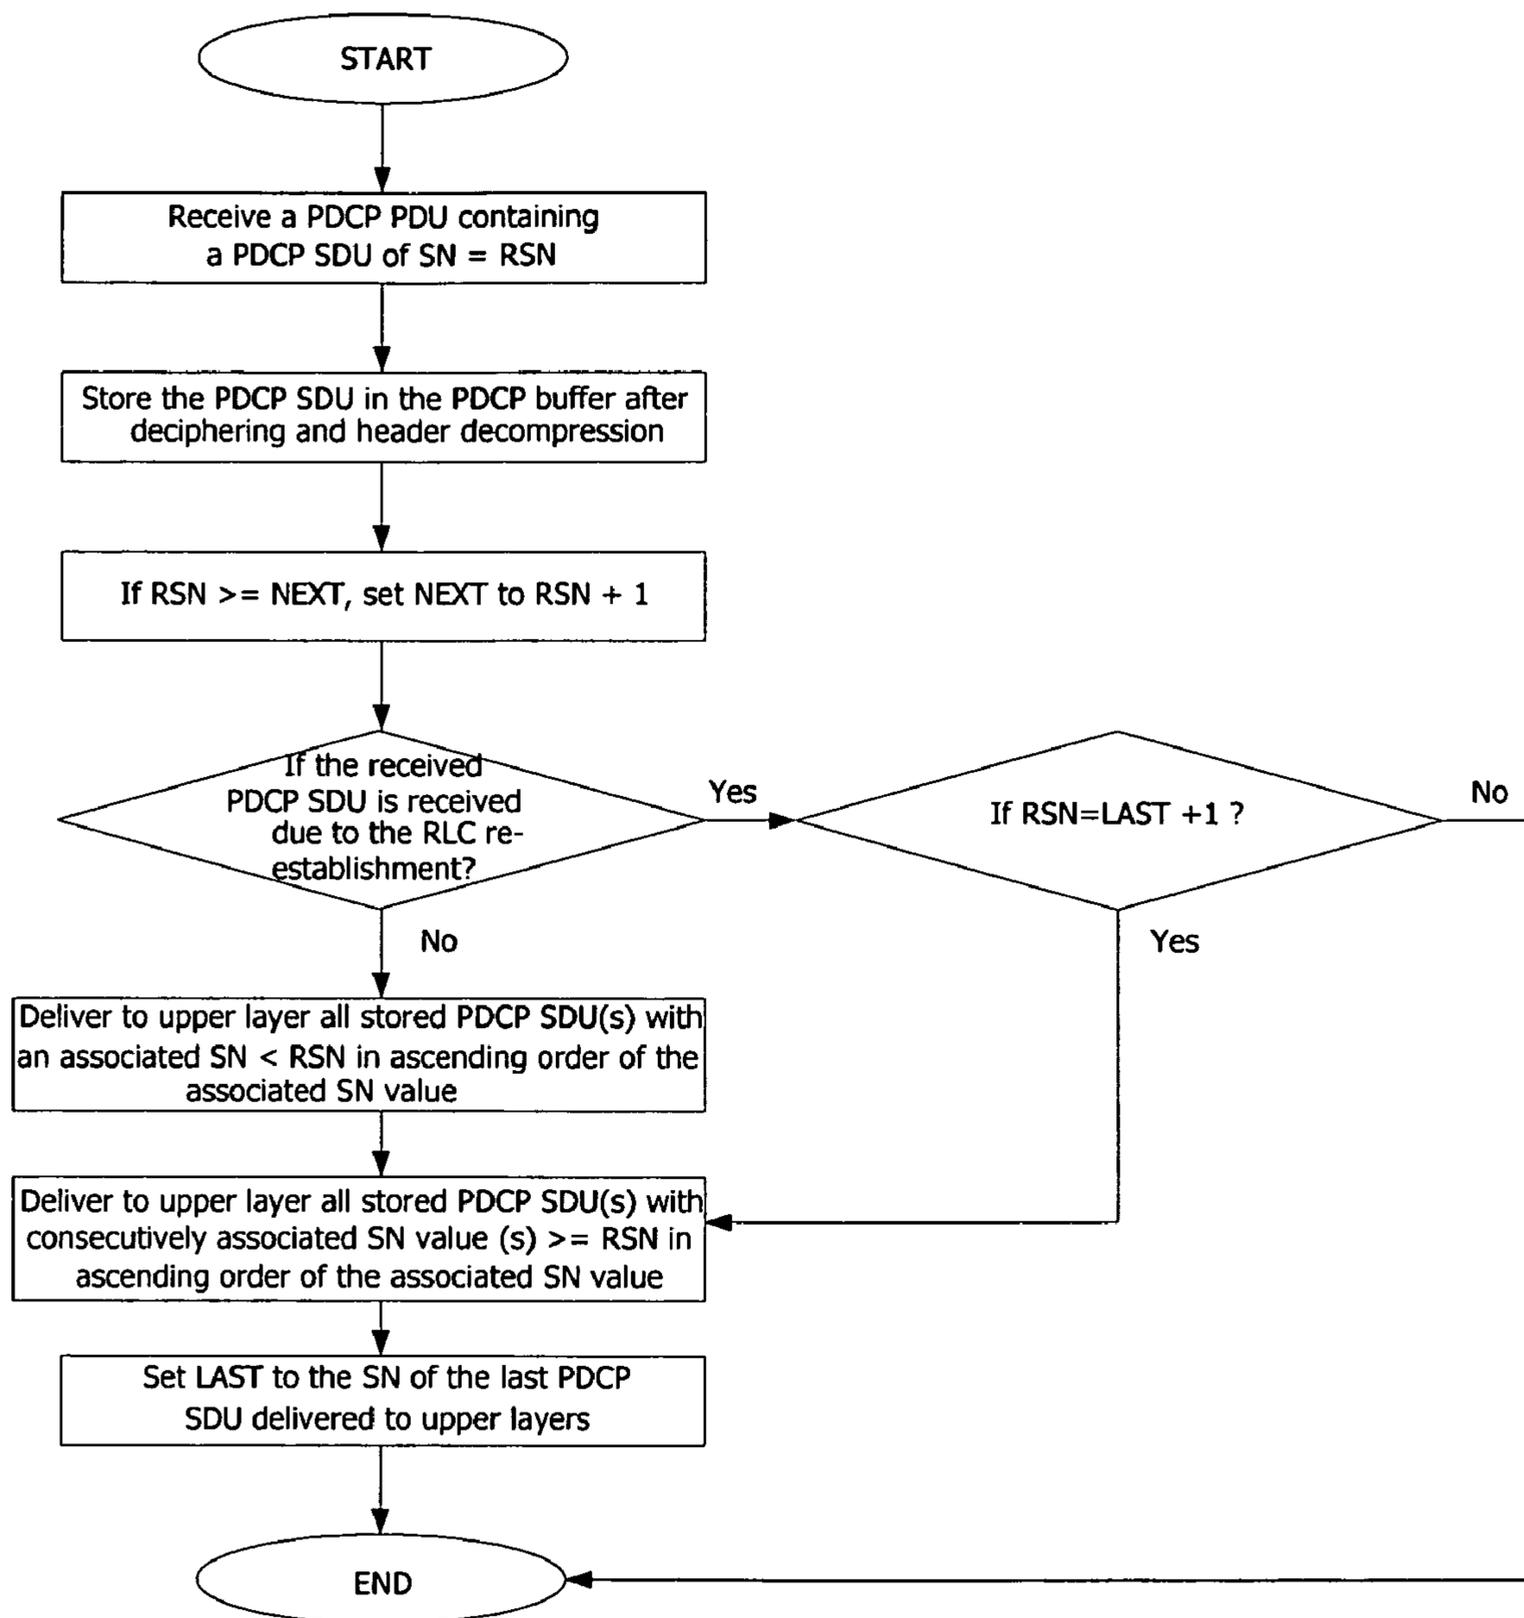 START
Receive a PDCP PDU containing
a PDCP SDU of SN = RSN
Store the PDCP SDU in the PDCP buffer after
deciphering and header decompression
If RSN >= NEXT, set NEXT to RSN + 1
If the received
PDCP SDU is received
due to the RLC re-
establishment?
Yes
If RSN=LAST +1 ?
No
No
Yes
Deliver to upper layer all stored PDCP SDU(s) with
an associated SN < RSN in ascending order of the
associated SN value
Deliver to upper layer all stored PDCP SDU(s) with
consecutively associated SN value (s) >= RSN in
ascending order of the associated SN value
Set LAST to the SN of the last PDCP
SDU delivered to upper layers
END